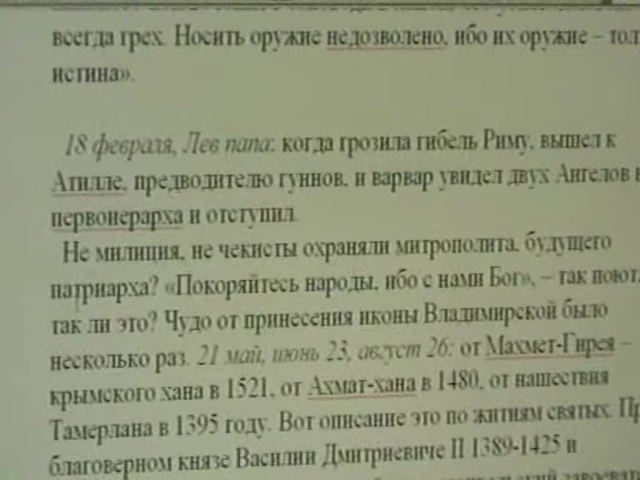 всегда грех. Носить оружие недозволено, ибо их оружие – тол
истина».
18 февраля, Лев папа: когда грозила гибель Риму, вышел к
Атилле, предводителю гуннов, и варвар увидел двух Ангелов в
первоиерарха и отступил.
Не милиция, не чекисты охраняли митрополита, будущего
патриарха? «Покоряйтесь народы, ибо с нами Бог», – так поют.
так ли это? Чудо от принесения иконы Владимирской было
несколько раз. 21 май, июнь 23, август 26: от Махмет-Гирея –
крымского хана в 1521, от Ахмат-хана в 1480, от нашествия
Тамерлана в 1395 году. Вот описание это по житиям святых. Пр
благоверном князе Василии Дмитриевиче II 1389-1425 и